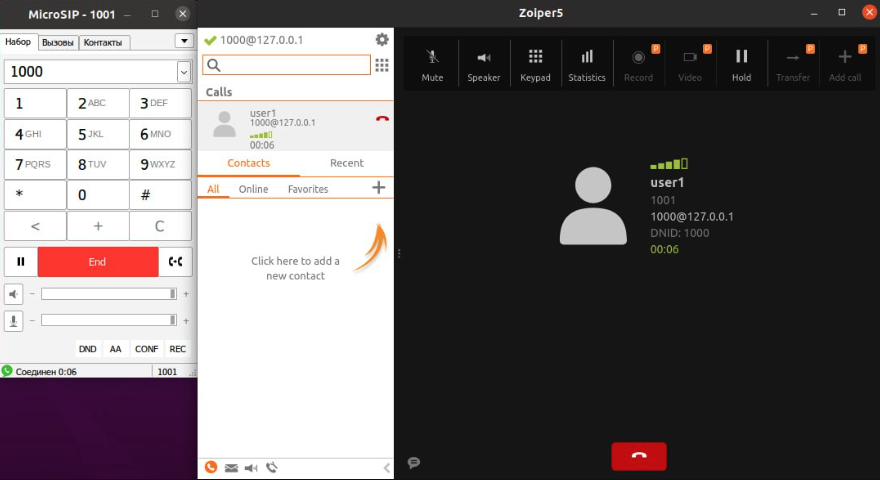 MicroSIP - 1001
Набор Вызовы Контакты
1000
1 2 ABC 3 DEF
4 GHI 5 JKL 6 MNO
7 PQRS 8 TUV 9 WXYZ
* 0 #
< + C
End
- +
- +
DND AA CONF REC
Соединен 0:06 1001
1000@127.0.0.1
Calls
user1
1000@127.0.0.1
00:06
Contacts Recent
All Online Favorites
Click here to add a
new contact
Zoiper5
P P P P
Mute Speaker Keypad Statistics Record Video Hold Transfer Add call
user1
1001
1000@127.0.0.1
DNID: 1000
00:06